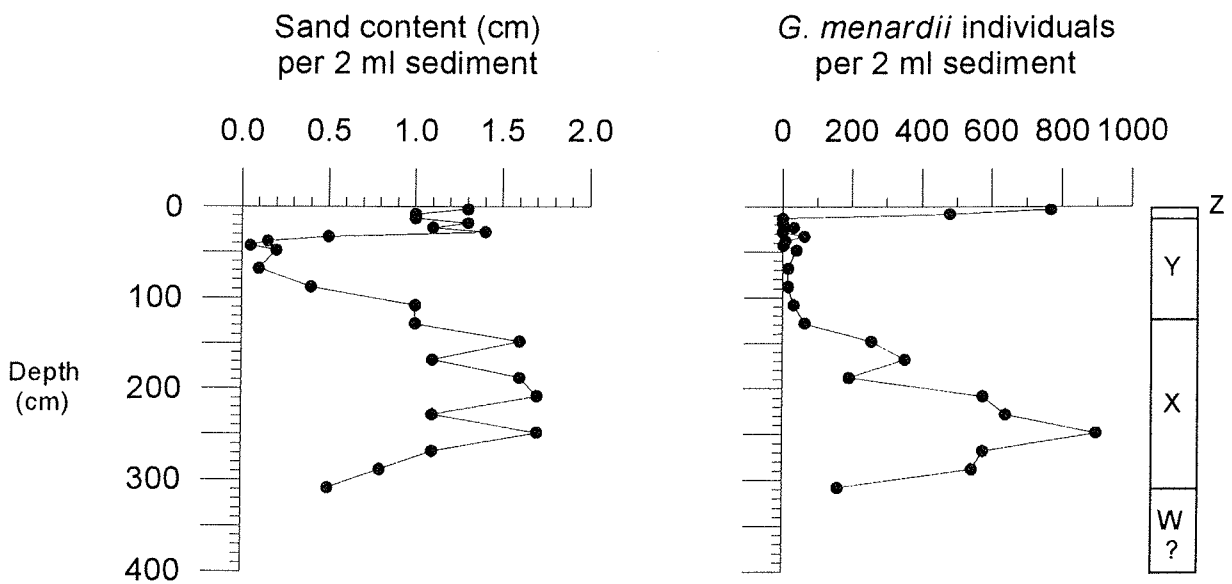 Sand content (cm)
per 2 ml sediment
0.0 0.5 1.0 1.5 2.0
G. menardii individuals
per 2 ml sediment
0 200 400 600 800 1000
Depth
(cm)
0
100
200
300
400
Z
Y
X
W
?